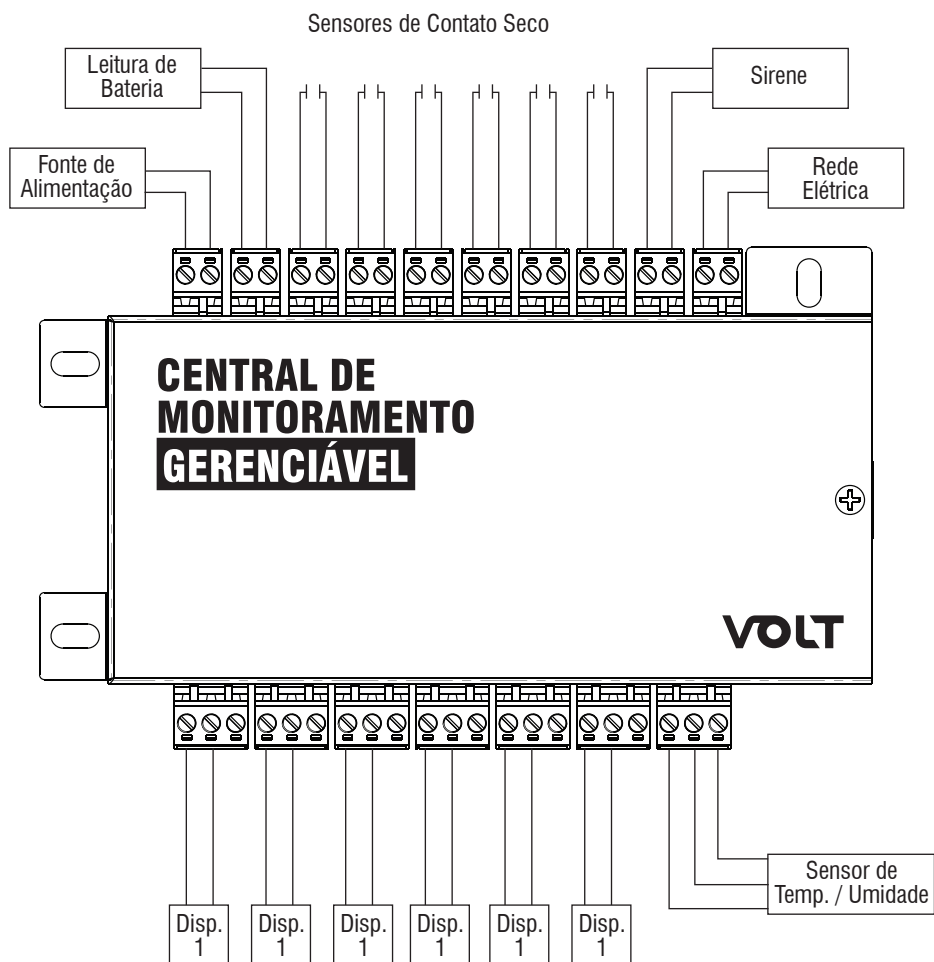 Sensores de Contato Seco
Leitura de
Bateria
Sirene
Fonte de
Alimentação
Rede
Elétrica
CENTRAL DE
MONITORAMENTO
GERENCIÁVEL
VOLT
Sensor de
Temp. / Umidade
Disp.
1
Disp.
1
Disp.
1
Disp.
1
Disp.
1
Disp.
1